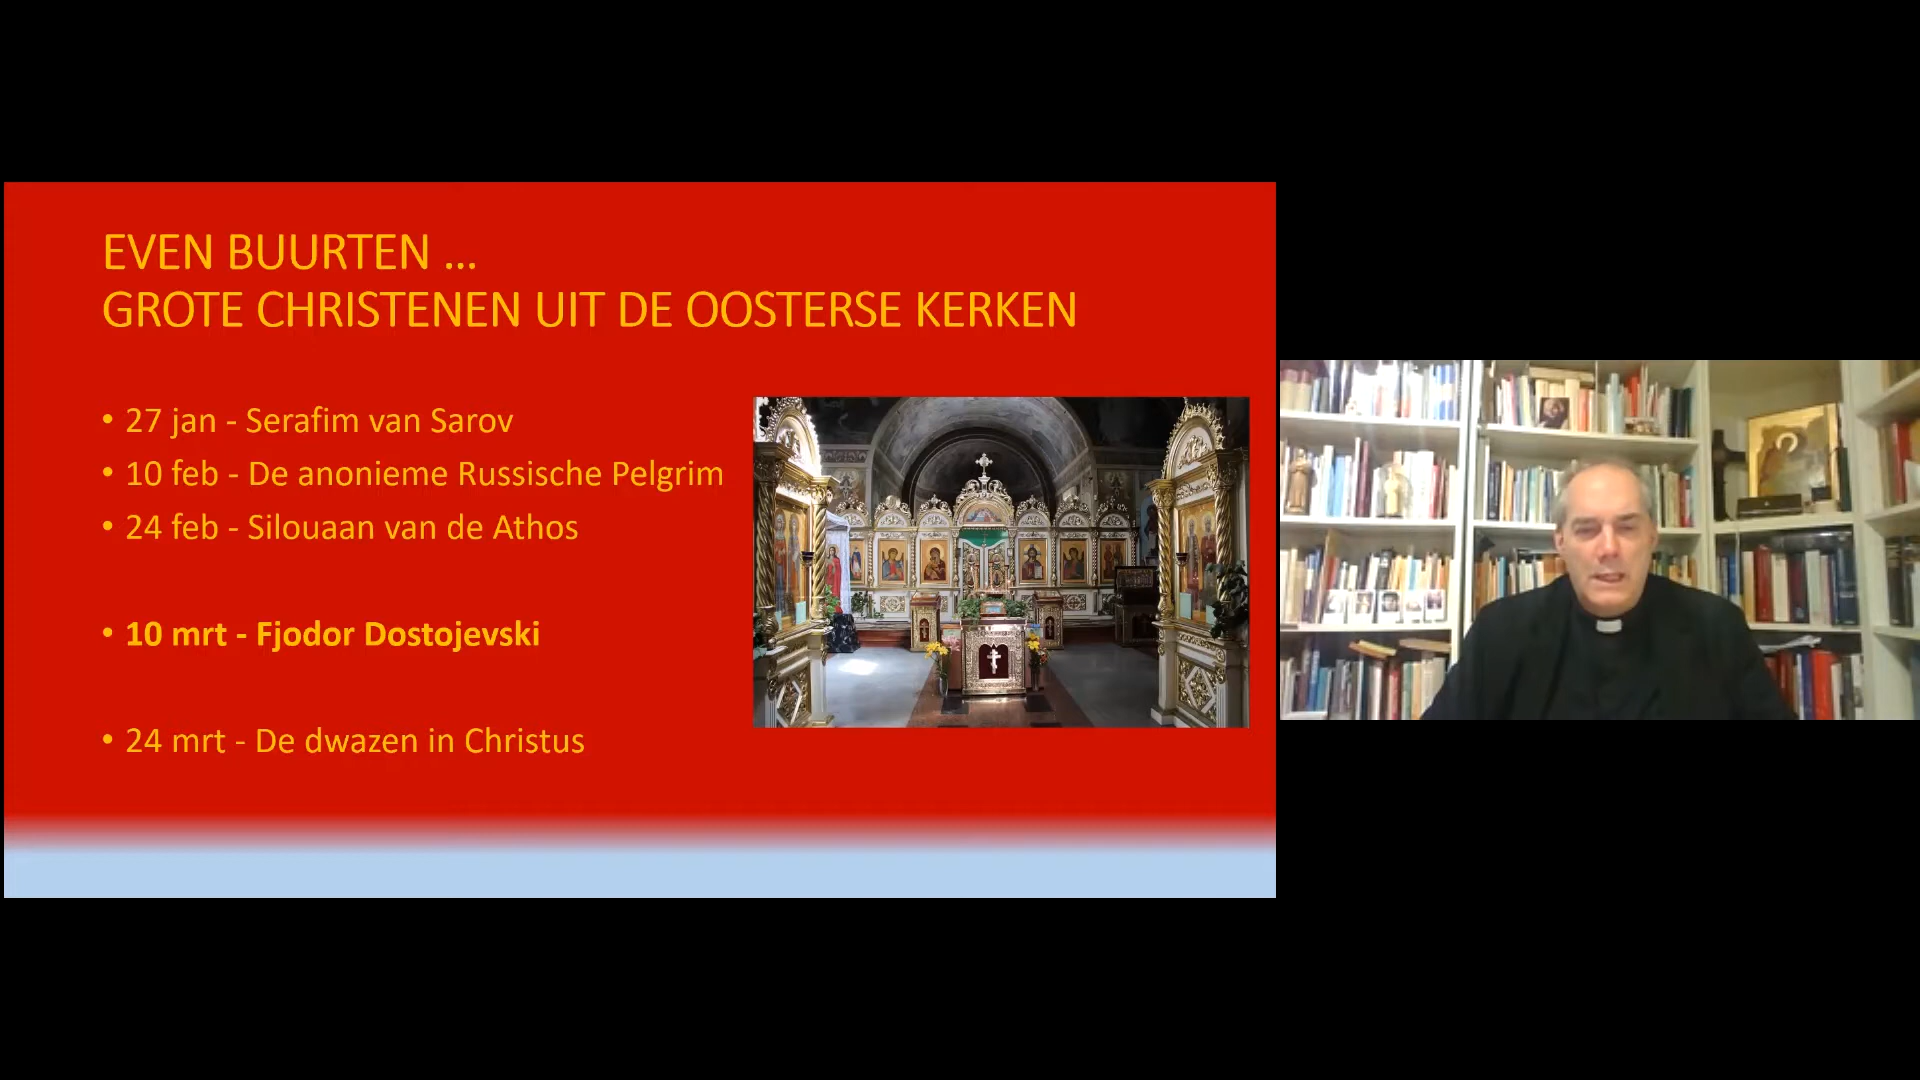 EVEN BUURTEN ...
GROTE CHRISTENEN UIT DE OOSTERSE KERKEN
• 27 jan - Serafim van Sarov
• 10 feb - De anonieme Russische Pelgrim
• 24 feb - Silouaan van de Athos
• 10 mrt - Fjodor Dostojevski
• 24 mrt - De dwazen in Christus